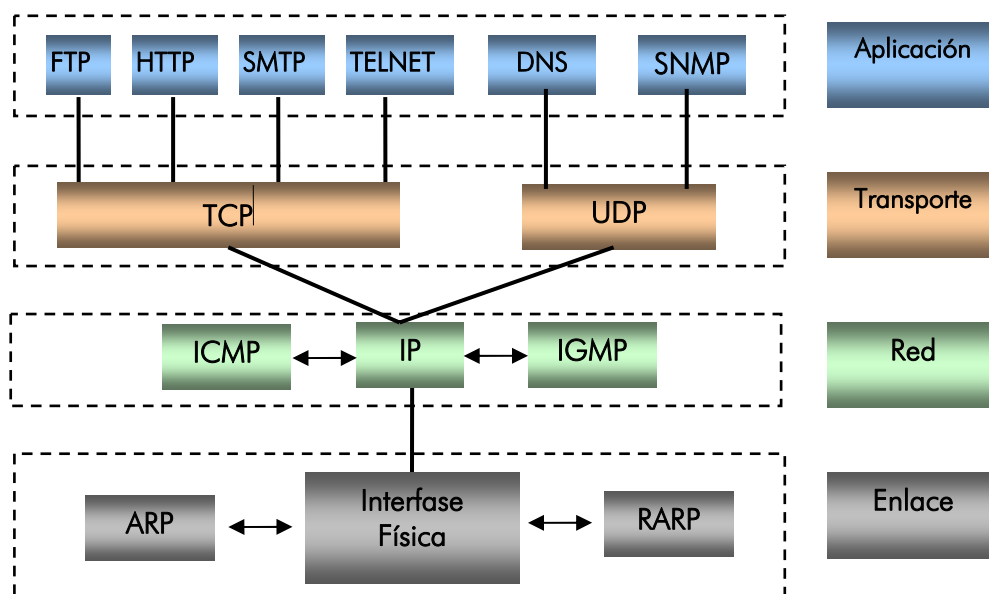 FTP HTTP SMTP TELNET DNS SNMP Aplicación
TCP UDP Transporte
ICMP IP IGMP Red
ARP Interfase Física RARP Enlace